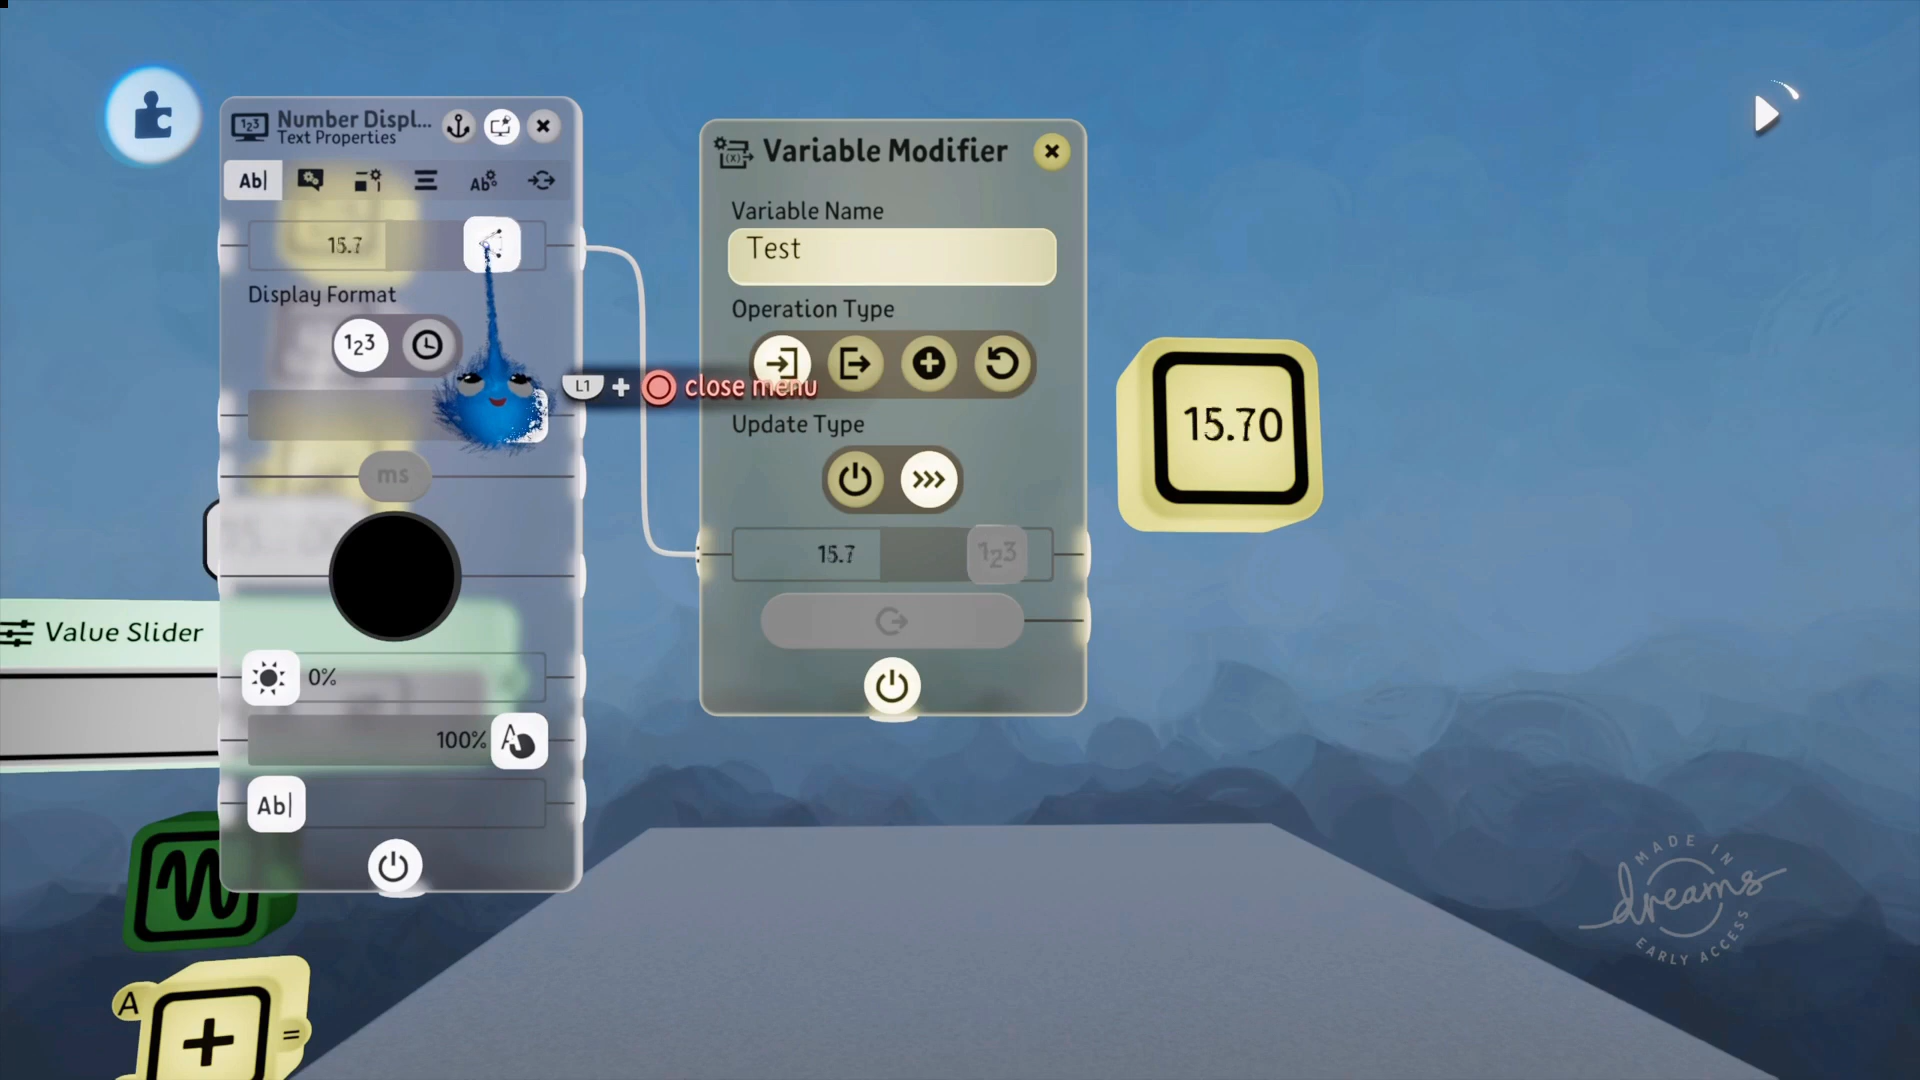 123
Number Displ...
Text Properties
Ab|
Ab
15.7
Display Format
123
ms
0%
100%
A
Ab|
Value Slider
L1 + close menu
Variable Modifier
(x)
Variable Name
Test
Operation Type
Update Type
15.7
123
15.70
A
+
=
MADE IN
dreams
EARLY ACCESS